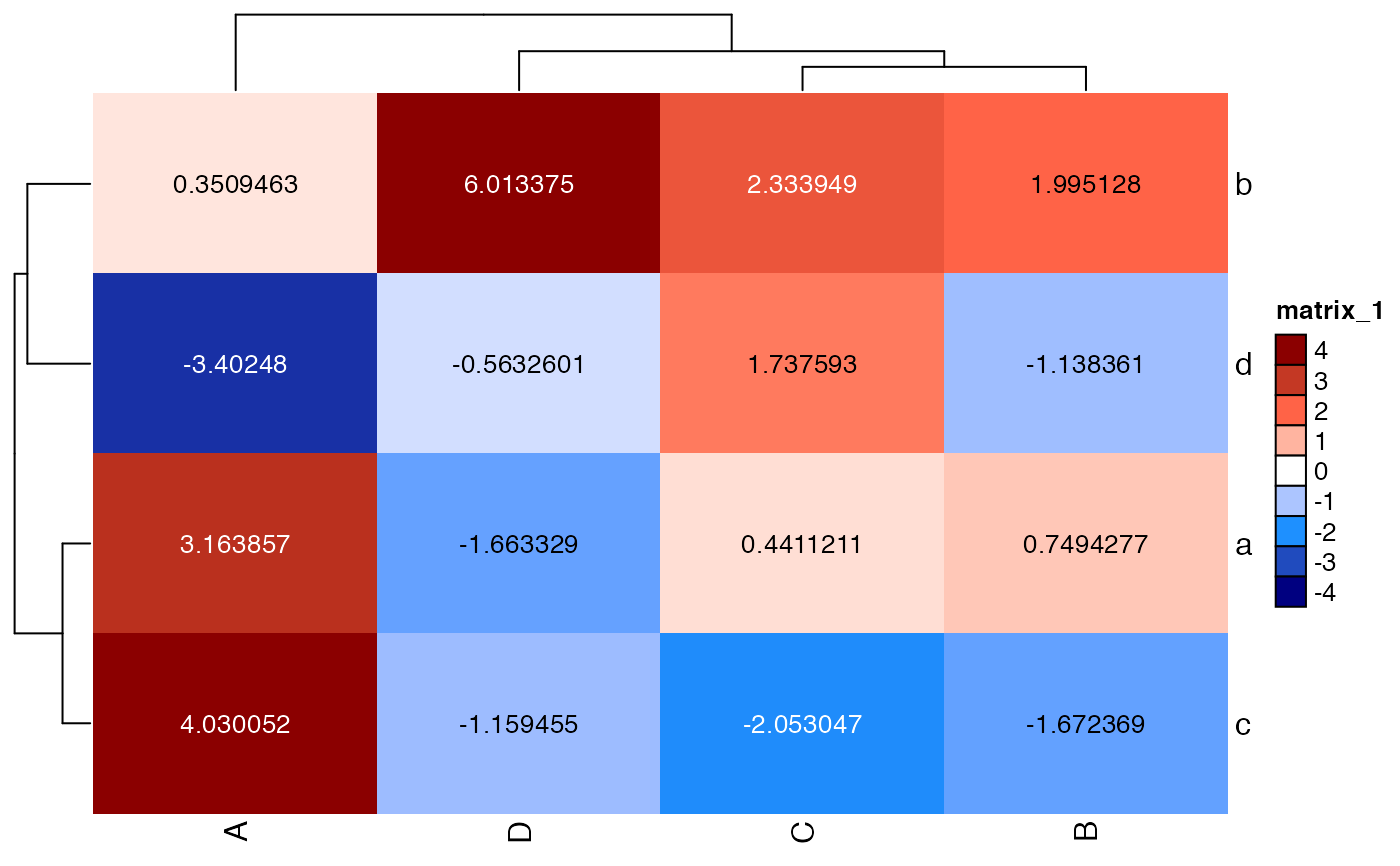 0.3509463 6.013375 2.333949 1.995128 b
-3.40248 -0.5632601 1.737593 -1.138361 d
3.163857 -1.663329 0.4411211 0.7494277 a
4.030052 -1.159455 -2.053047 -1.672369 c
A D C B
matrix_1
4
3
2
1
0
-1
-2
-3
-4